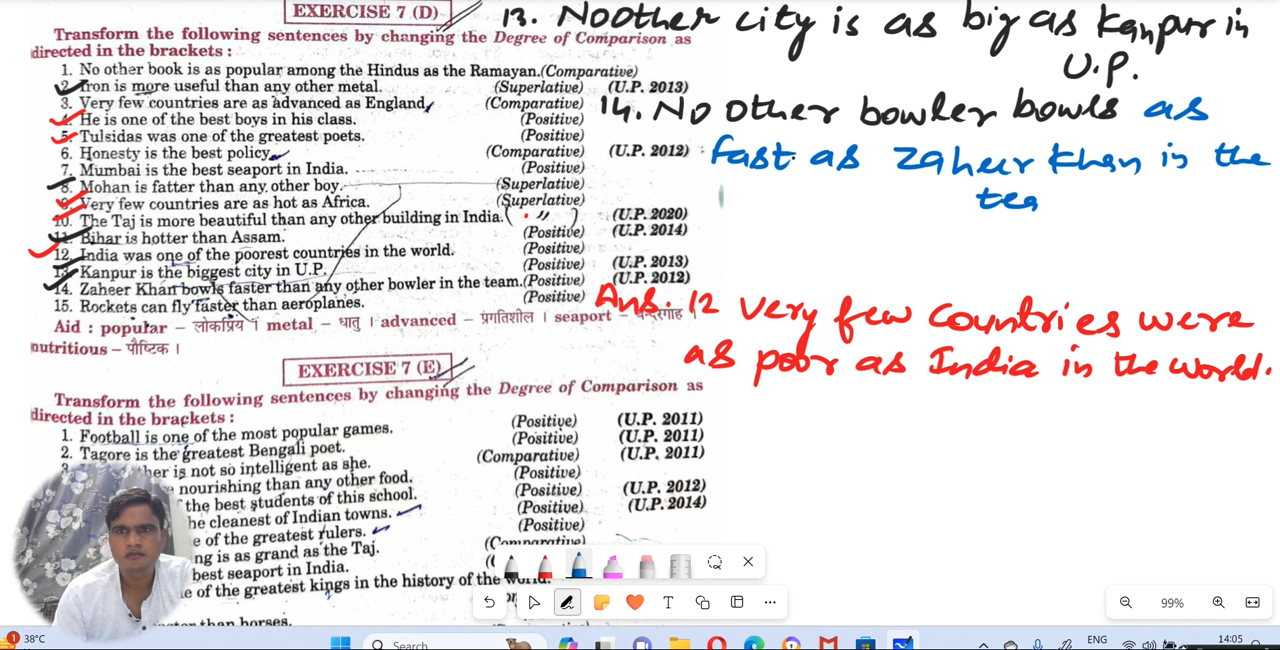 EXERCISE 7 (D)
Transform the following sentences by changing the Degree of Comparison as
directed in the brackets :
1. No other book is as popular among the Hindus as the Ramayan.(Comparative)
2. Iron is more useful than any other metal. (Superlative) (U.P. 2013)
3. Very few countries are as advanced as England. (Comparative)
4. He is one of the best boys in his class. (Positive)
5. Tulsidas was one of the greatest poets. (Positive)
6. Honesty is the best policy. (Comparative) (U.P. 2012)
7. Mumbai is the best seaport in India. (Positive)
8. Mohan is fatter than any other boy. (Superlative)
9. Very few countries are as hot as Africa. (Superlative)
10. The Taj is more beautiful than any other building in India. ( " ) (U.P. 2020)
11. Bihar is hotter than Assam. (Positive) (U.P. 2014)
12. India was one of the poorest countries in the world. (Positive)
13. Kanpur is the biggest city in U.P. (Positive) (U.P. 2013)
14. Zaheer Khan bowls faster than any other bowler in the team.(Positive) (U.P. 2012)
15. Rockets can fly faster than aeroplanes. (Positive)
Aid : popular – लोकप्रिय । metal – धातु । advanced – प्रगतिशील । seaport –
nutritious – पौष्टिक ।
EXERCISE 7 (E)
Transform the following sentences by changing the Degree of Comparison as
directed in the brackets :
1. Football is one of the most popular games. (Positive) (U.P. 2011)
2. Tagore is the greatest Bengali poet. (Positive) (U.P. 2011)
her is not so intelligent as she. (Comparative) (U.P. 2011)
nourishing than any other food. (Positive)
the best students of this school. (Positive) (U.P. 2012)
he cleanest of Indian towns. (Positive) (U.P. 2014)
e of the greatest rulers. (Positive)
ng is as grand as the Taj. (Comparative)
best seaport in India.
e of the greatest kings in the history of the world.
than horses.
13. No other city is as big as Kanpur in
U.P.
14. No other bowler bowls as
fast as Zaheer Khan in the
tea
Ans. 12 Very few countries were
as poor as India in the world.
99%
1
38°C
Search
ENG
14:05